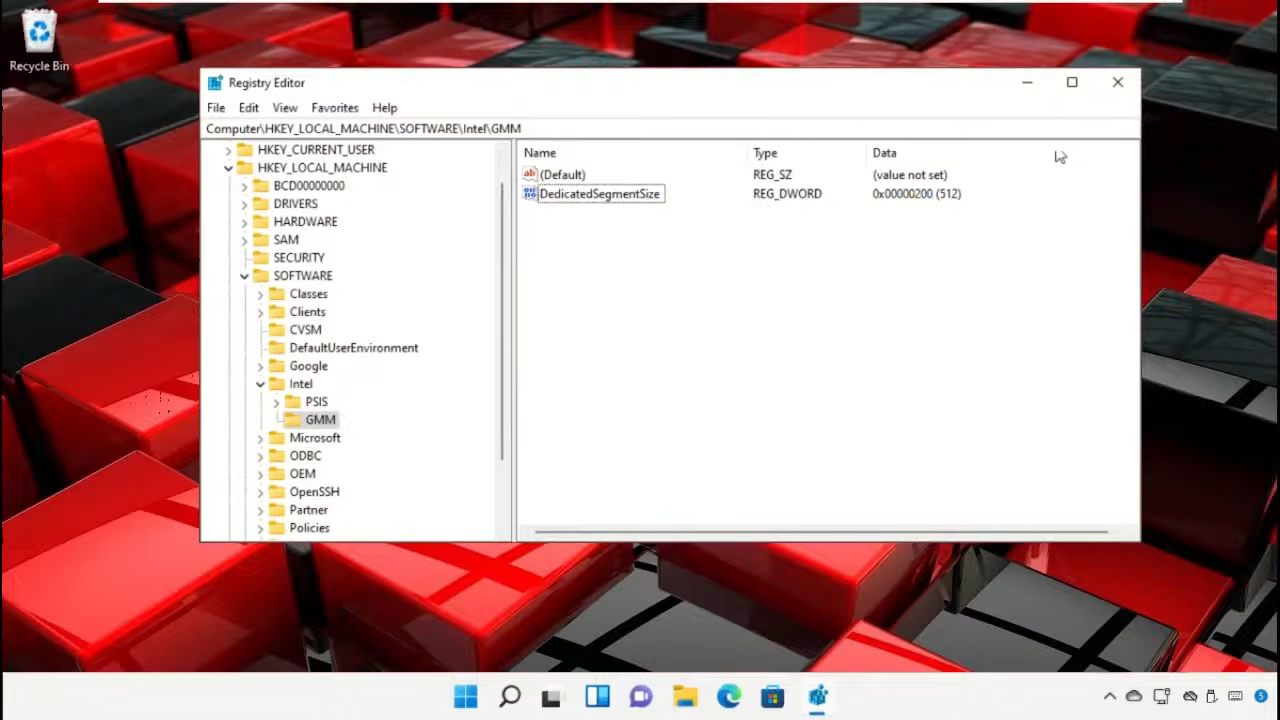 Recycle Bin
Registry Editor
File Edit View Favorites Help
Computer\HKEY_LOCAL_MACHINE\SOFTWARE\Intel\GMM
HKEY_CURRENT_USER
HKEY_LOCAL_MACHINE
BCD00000000
DRIVERS
HARDWARE
SAM
SECURITY
SOFTWARE
Classes
Clients
CVSM
DefaultUserEnvironment
Google
Intel
PSIS
GMM
Microsoft
ODBC
OEM
OpenSSH
Partner
Policies
Name Type Data
ab (Default) REG_SZ (value not set)
DedicatedSegmentSize REG_DWORD 0x00000200 (512)
5